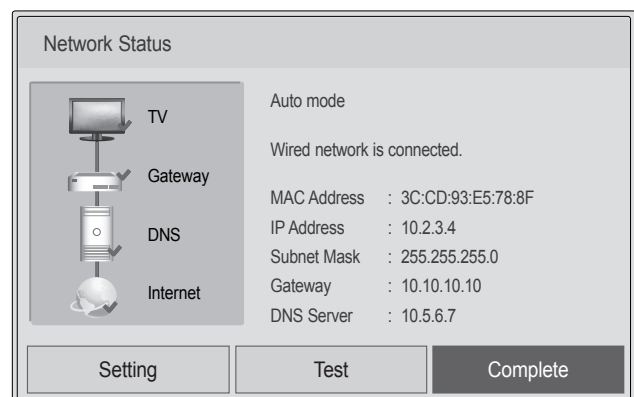 Network Status
TV
Gateway
DNS
Internet
Auto mode
Wired network is connected.
MAC Address : 3C:CD:93:E5:78:8F
IP Address : 10.2.3.4
Subnet Mask : 255.255.255.0
Gateway : 10.10.10.10
DNS Server : 10.5.6.7
Setting
Test
Complete